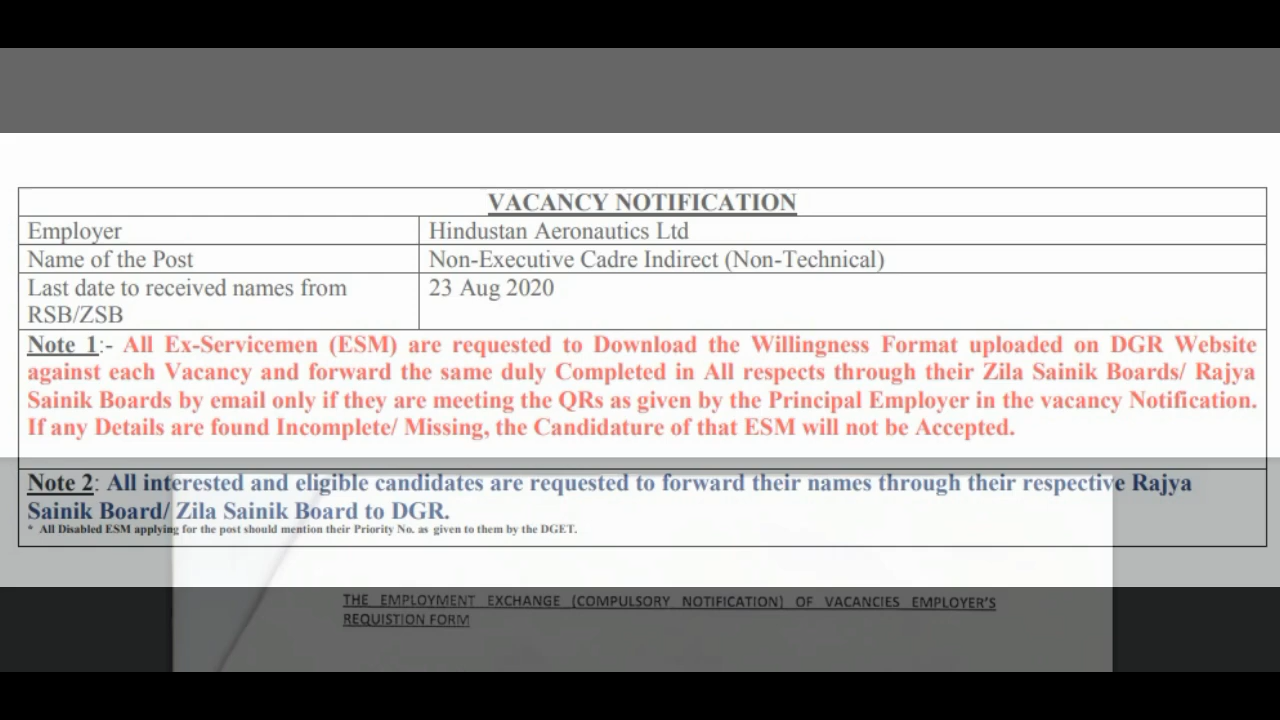 VACANCY NOTIFICATION
Employer Hindustan Aeronautics Ltd
Name of the Post Non-Executive Cadre Indirect (Non-Technical)
Last date to received names from 23 Aug 2020
RSB/ZSB
Note 1:- All Ex-Servicemen (ESM) are requested to Download the Willingness Format uploaded on DGR Website
against each Vacancy and forward the same duly Completed in All respects through their Zila Sainik Boards/ Rajya
Sainik Boards by email only if they are meeting the QRs as given by the Principal Employer in the vacancy Notification.
If any Details are found Incomplete/ Missing, the Candidature of that ESM will not be Accepted.
Note 2: All interested and eligible candidates are requested to forward their names through their respective Rajya
Sainik Board/ Zila Sainik Board to DGR.
* All Disabled ESM applying for the post should mention their Priority No. as given to them by the DGET.
THE EMPLOYMENT EXCHANGE (COMPULSORY NOTIFICATION) OF VACANCIES EMPLOYER'S
REQUISTION FORM